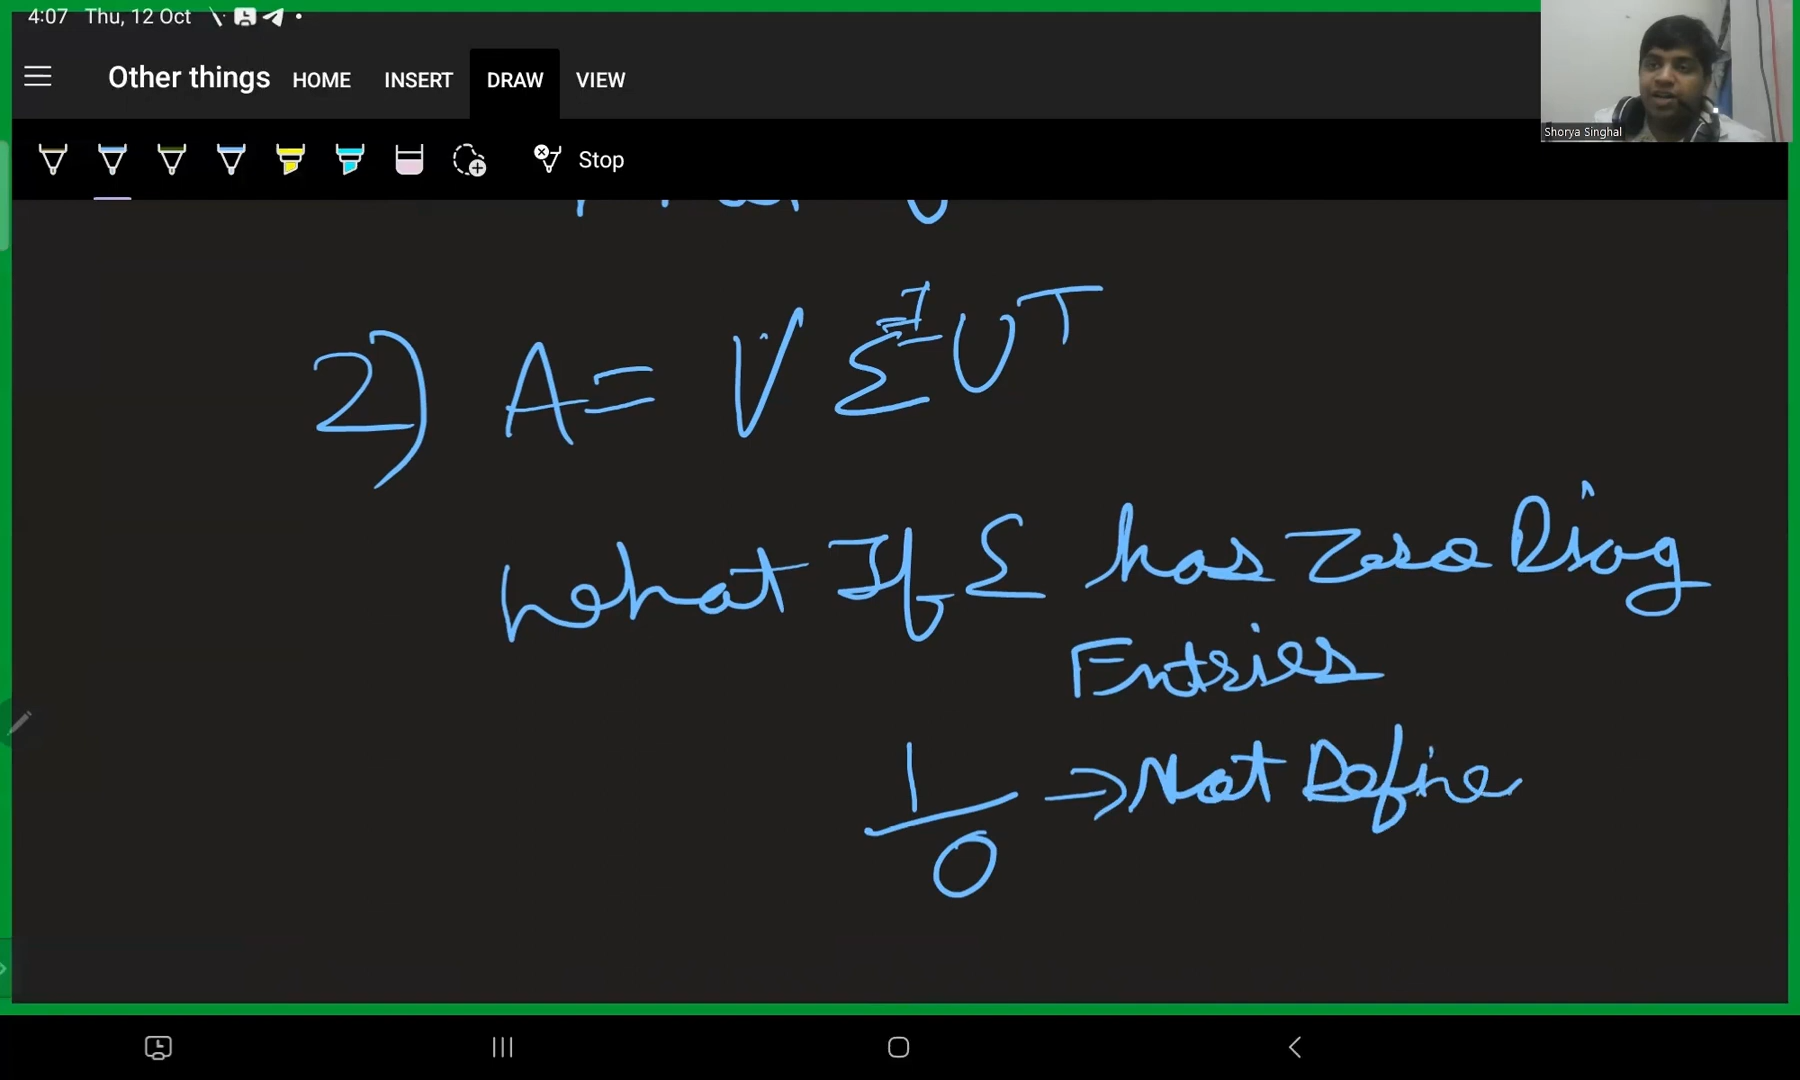 4:07 Thu, 12 Oct
Other things HOME INSERT DRAW VIEW
Shorya Singhal
Stop
2) A = V Σ⁻¹ U^T
What If Σ has Zero Diag
Entries
1/0 → Not Define